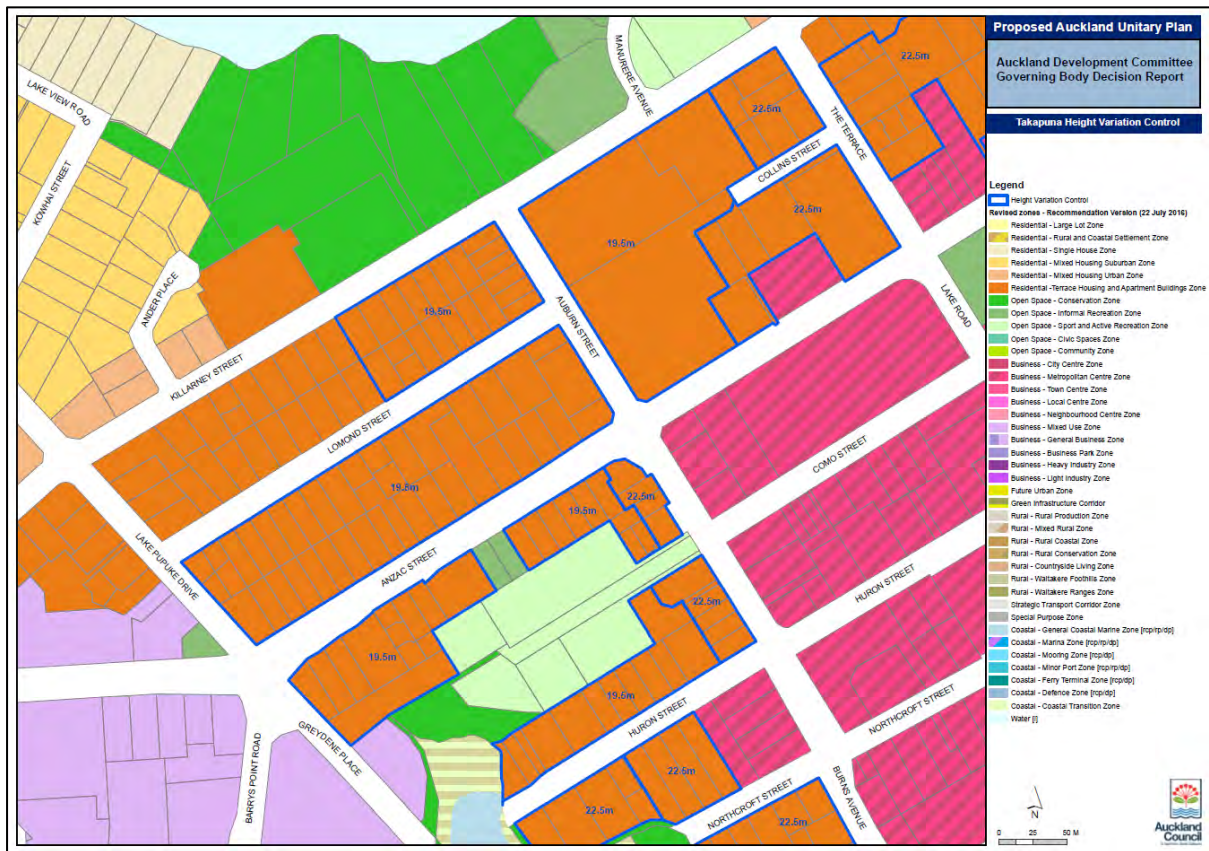 Proposed Auckland Unitary Plan
Auckland Development Committee
Governing Body Decision Report
Takapuna Height Variation Control
Legend
Height Variation Control
Revised zones - Recommendation Version (22 July 2016)
Residential - Large Lot Zone
Residential - Rural and Coastal Settlement Zone
Residential - Single House Zone
Residential - Mixed Housing Suburban Zone
Residential - Mixed Housing Urban Zone
Residential -Terrace Housing and Apartment Buildings Zone
Open Space - Conservation Zone
Open Space - Informal Recreation Zone
Open Space - Sport and Active Recreation Zone
Open Space - Civic Spaces Zone
Open Space - Community Zone
Business - City Centre Zone
Business - Metropolitan Centre Zone
Business - Town Centre Zone
Business - Local Centre Zone
Business - Neighbourhood Centre Zone
Business - Mixed Use Zone
Business - General Business Zone
Business - Business Park Zone
Business - Heavy Industry Zone
Business - Light Industry Zone
Future Urban Zone
Green Infrastructure Corridor
Rural - Rural Production Zone
Rural - Mixed Rural Zone
Rural - Rural Coastal Zone
Rural - Rural Conservation Zone
Rural - Countryside Living Zone
Rural - Waitakere Foothills Zone
Rural - Waitakere Ranges Zone
Strategic Transport Corridor Zone
Special Purpose Zone
Coastal - General Coastal Marine Zone [rcp/rp/dp]
Coastal - Marina Zone [rcp/rp/dp]
Coastal - Mooring Zone [rcp/dp]
Coastal - Minor Port Zone [rcp/rp/dp]
Coastal - Ferry Terminal Zone [rcp/dp]
Coastal - Defence Zone [rcp/dp]
Coastal - Coastal Transition Zone
Water [i]
N
0 25 50 M
Auckland
Council
LAKE VIEW ROAD
KOWHAI STREET
ANDER PLACE
MANURERE AVENUE
THE TERRACE
COLLINS STREET
LAKE ROAD
AUBURN STREET
KILLARNEY STREET
LOMOND STREET
ANZAC STREET
LAKE PUPUKE DRIVE
BARRYS POINT ROAD
GREYDENE PLACE
COMO STREET
HURON STREET
HURON STREET
NORTHCROFT STREET
NORTHCROFT STREET
BURNS AVENUE
22.5m
22.5m
22.5m
19.5m
19.5m
19.5m
19.5m
22.5m
19.5m
22.5m
19.5m
22.5m
22.5m
22.5m